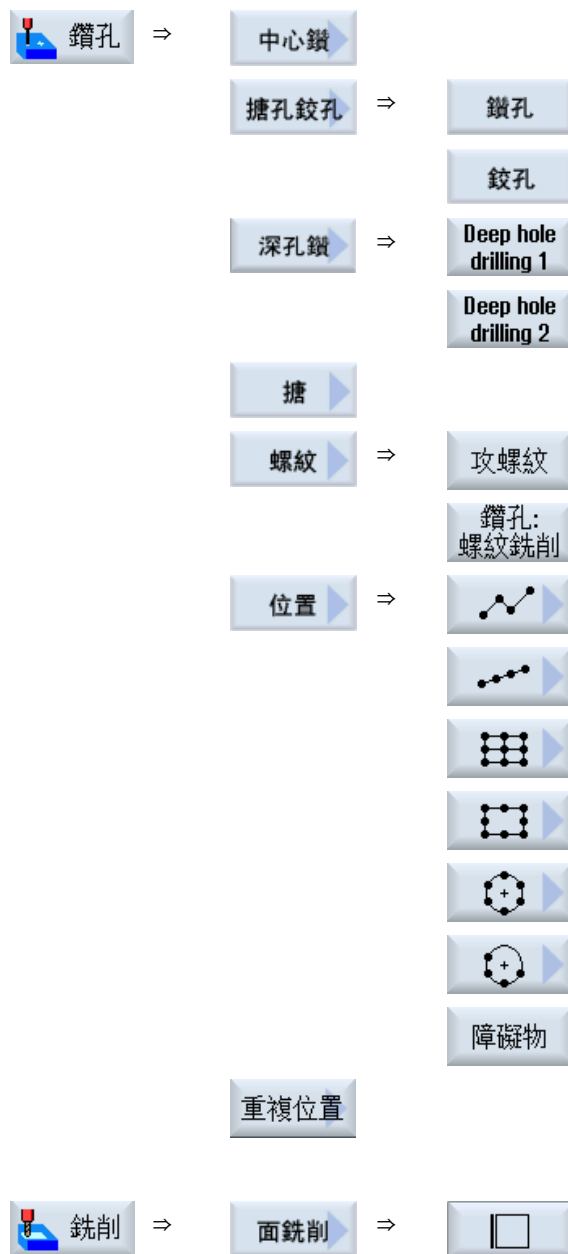 鑽孔 ⇒ 中心鑽
搪孔鉸孔 ⇒ 鑽孔
鉸孔
深孔鑽 ⇒ Deep hole
drilling 1
Deep hole
drilling 2
搪
螺紋 ⇒ 攻螺紋
鑽孔:
螺紋銑削
位置 ⇒
障礙物
重複位置
銑削 ⇒ 面銑削 ⇒